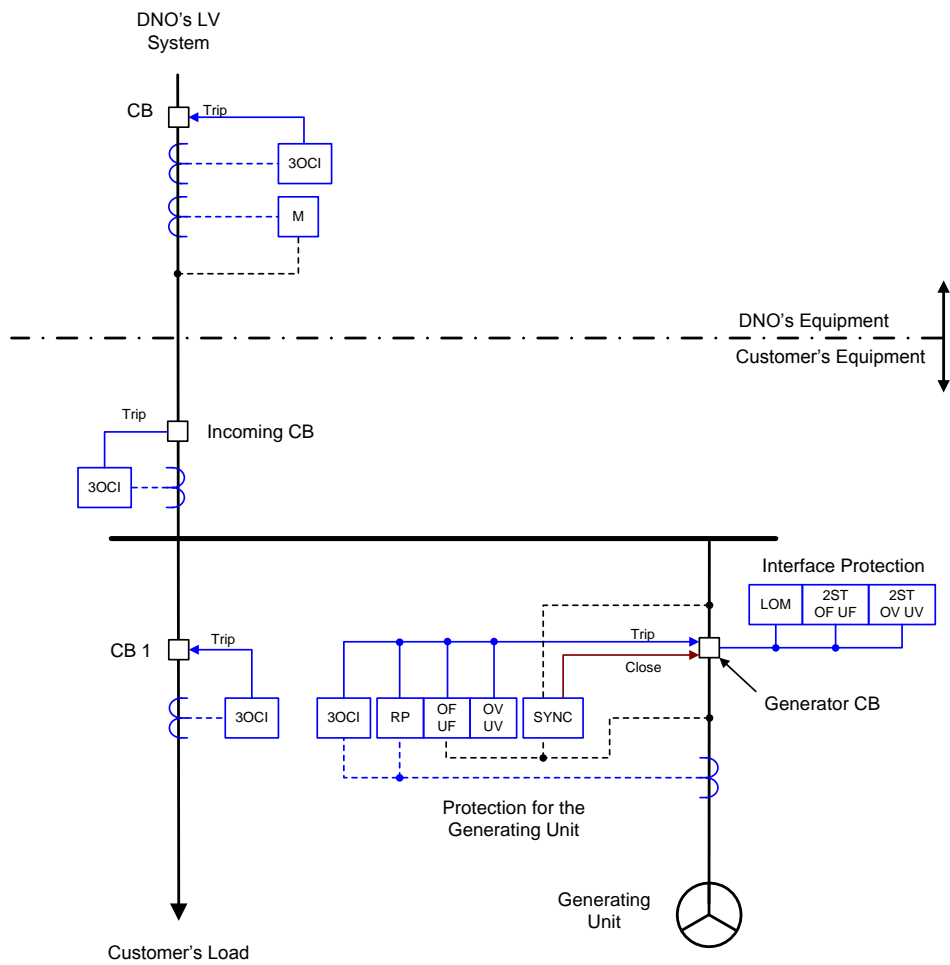 DNO's LV
System
CB
Trip
3OCI
M
DNO's Equipment
Customer's Equipment
Trip
Incoming CB
3OCI
Interface Protection
LOM
2ST
OF UF
2ST
OV UV
CB 1
Trip
Trip
Close
Generator CB
3OCI
3OCI
RP
OF
UF
OV
UV
SYNC
Protection for the
Generating Unit
Generating
Unit
Customer's Load